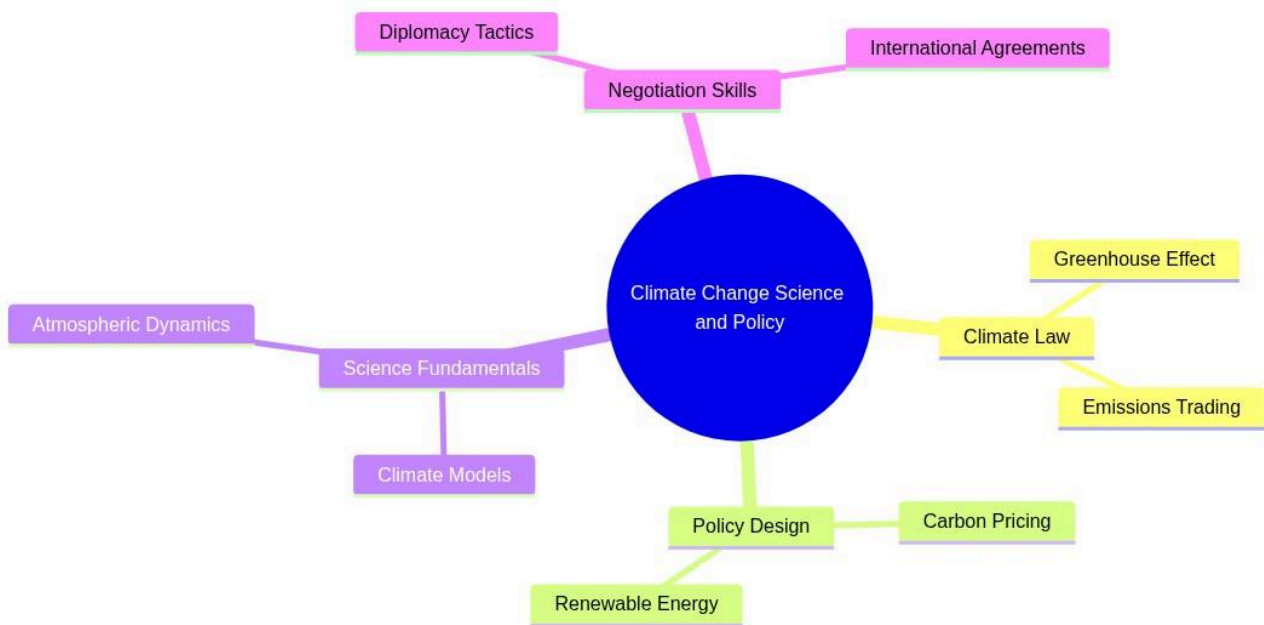 Diplomacy Tactics
International Agreements
Negotiation Skills
Climate Change Science
and Policy
Greenhouse Effect
Climate Law
Emissions Trading
Atmospheric Dynamics
Science Fundamentals
Climate Models
Policy Design
Carbon Pricing
Renewable Energy